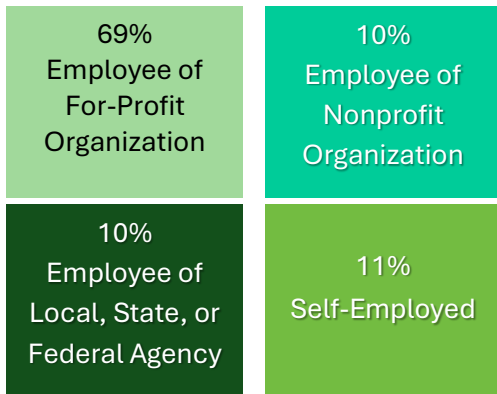 69%
Employee of
For-Profit
Organization
10%
Employee of
Nonprofit
Organization
10%
Employee of
Local, State, or
Federal Agency
11%
Self-Employed